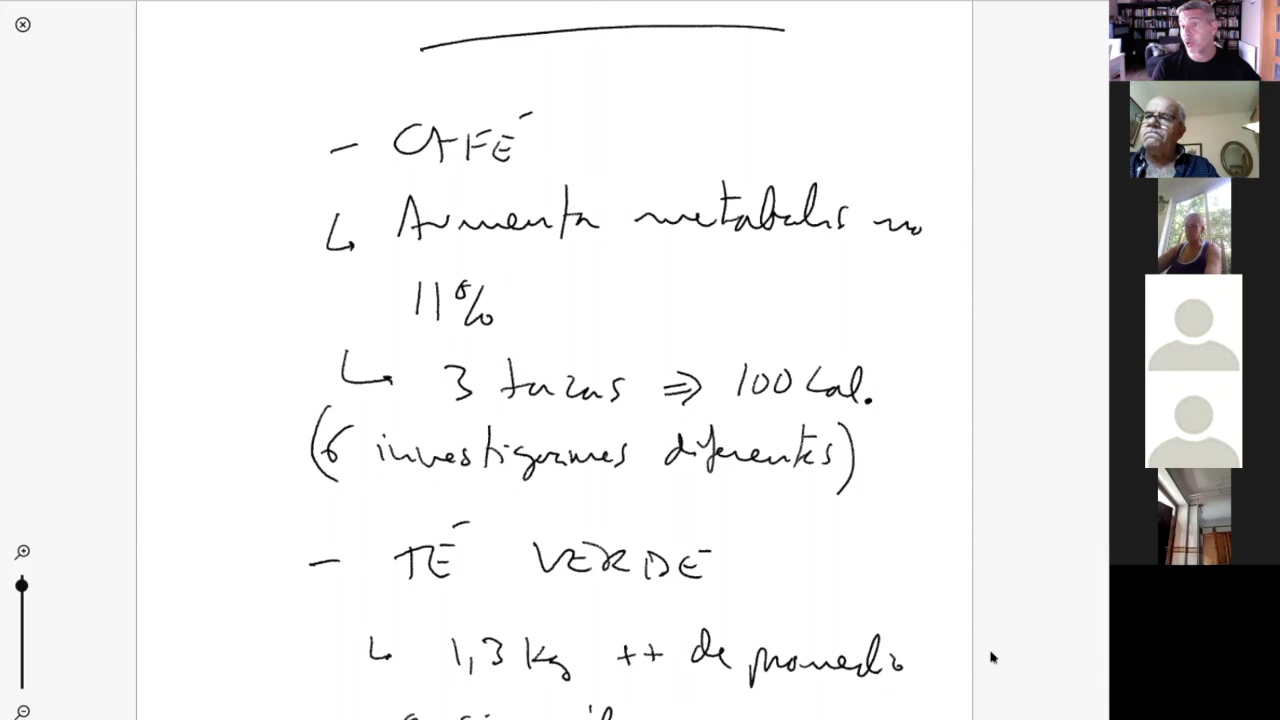 - CAFÉ
↳ Aumenta metabolismo
11%
↳ 3 tazas ⇒ 100 Cal.
(6 investigaciones diferentes)
- TÉ VERDE
↳ 1,3 kg ++ de promedio